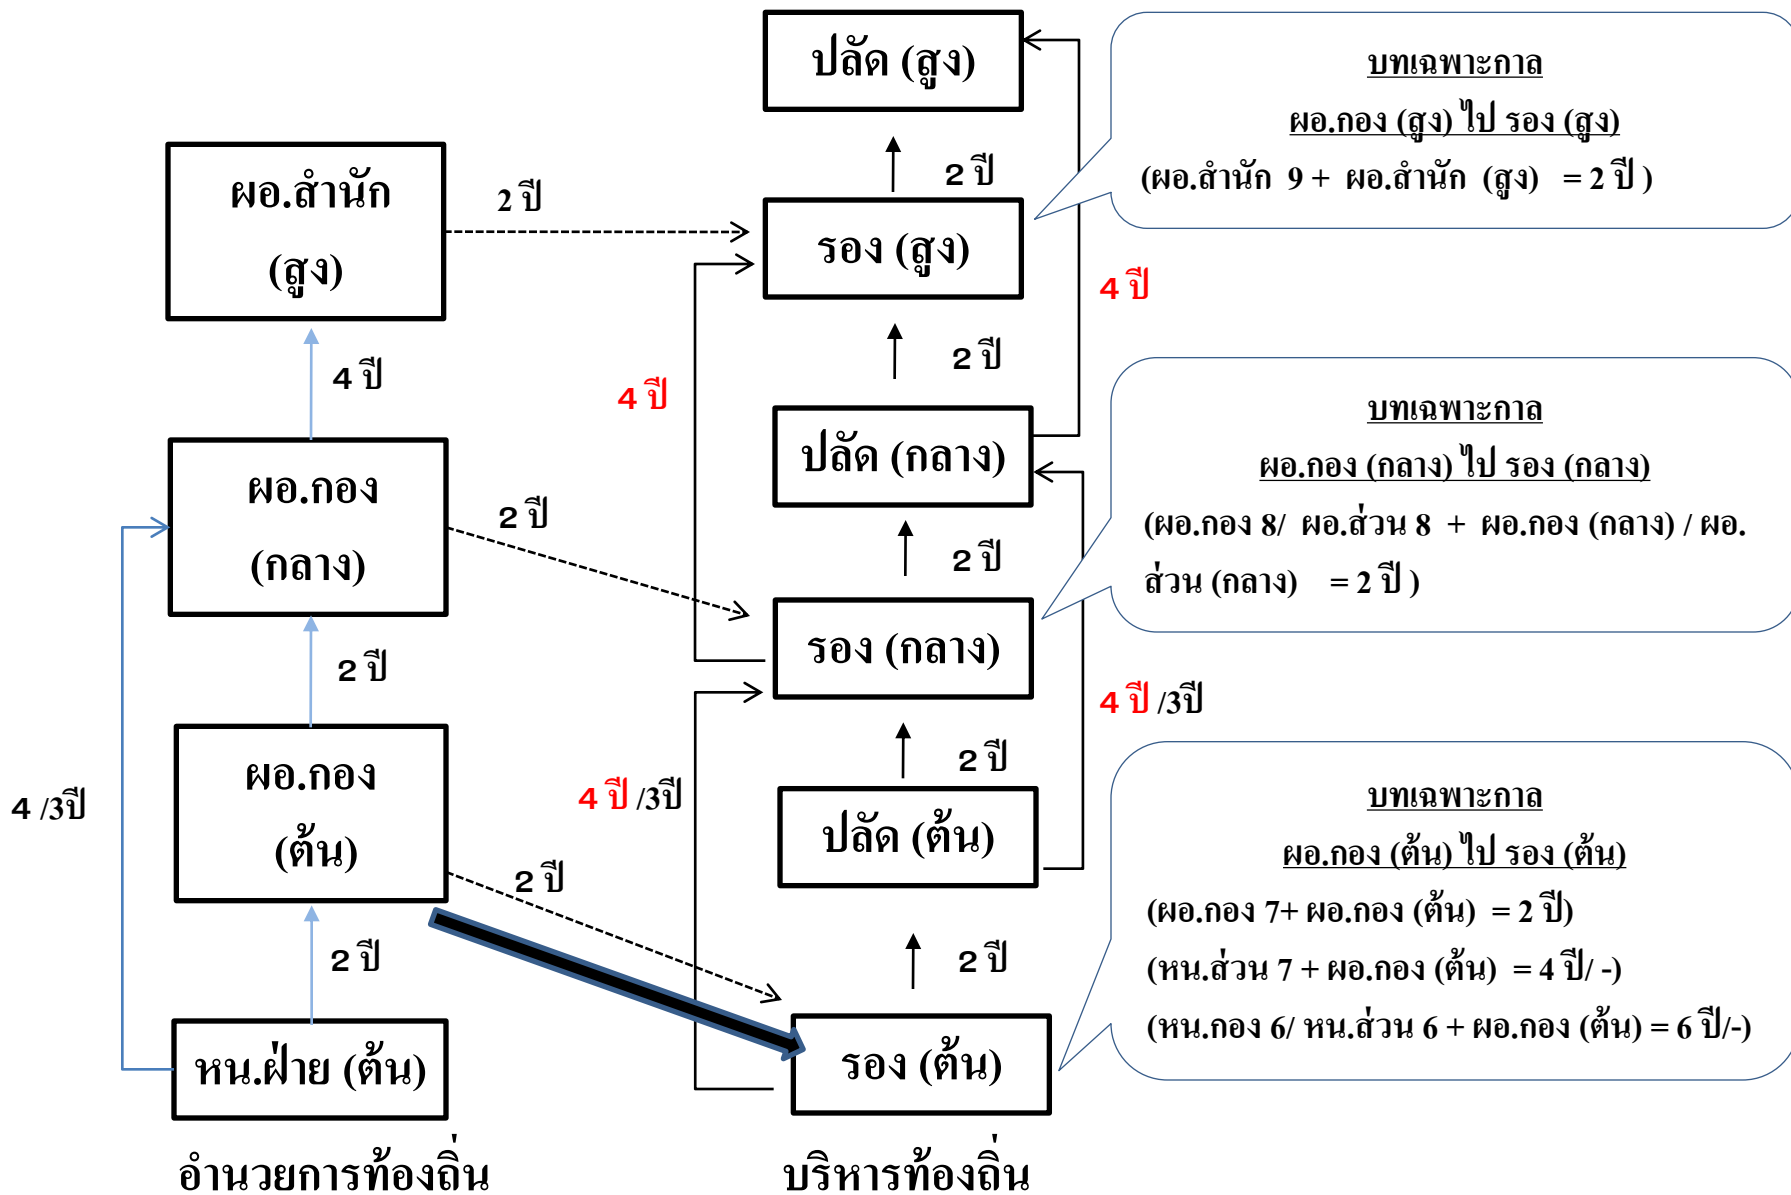 ปลัด (สูง)
2 ปี
รอง (สูง)
2 ปี
ปลัด (กลาง)
2 ปี
รอง (กลาง)
2 ปี
ปลัด (ต้น)
2 ปี
รอง (ต้น)
บริหารท้องถิ่น
ผอ.สำนัก
(สูง)
4 ปี
ผอ.กอง
(กลาง)
2 ปี
ผอ.กอง
(ต้น)
2 ปี
หน.ฝ่าย (ต้น)
อำนวยการท้องถิ่น
4 /3ปี
2 ปี
2 ปี
2 ปี
4 ปี
4 ปี /3ปี
4 ปี
4 ปี /3ปี
บทเฉพาะกาล
ผอ.กอง (สูง) ไป รอง (สูง)
(ผอ.สำนัก 9 + ผอ.สำนัก (สูง) = 2 ปี )
บทเฉพาะกาล
ผอ.กอง (กลาง) ไป รอง (กลาง)
(ผอ.กอง 8/ ผอ.ส่วน 8 + ผอ.กอง (กลาง) / ผอ.
ส่วน (กลาง) = 2 ปี )
บทเฉพาะกาล
ผอ.กอง (ต้น) ไป รอง (ต้น)
(ผอ.กอง 7+ ผอ.กอง (ต้น) = 2 ปี)
(หน.ส่วน 7 + ผอ.กอง (ต้น) = 4 ปี/ -)
(หน.กอง 6/ หน.ส่วน 6 + ผอ.กอง (ต้น) = 6 ปี/-)